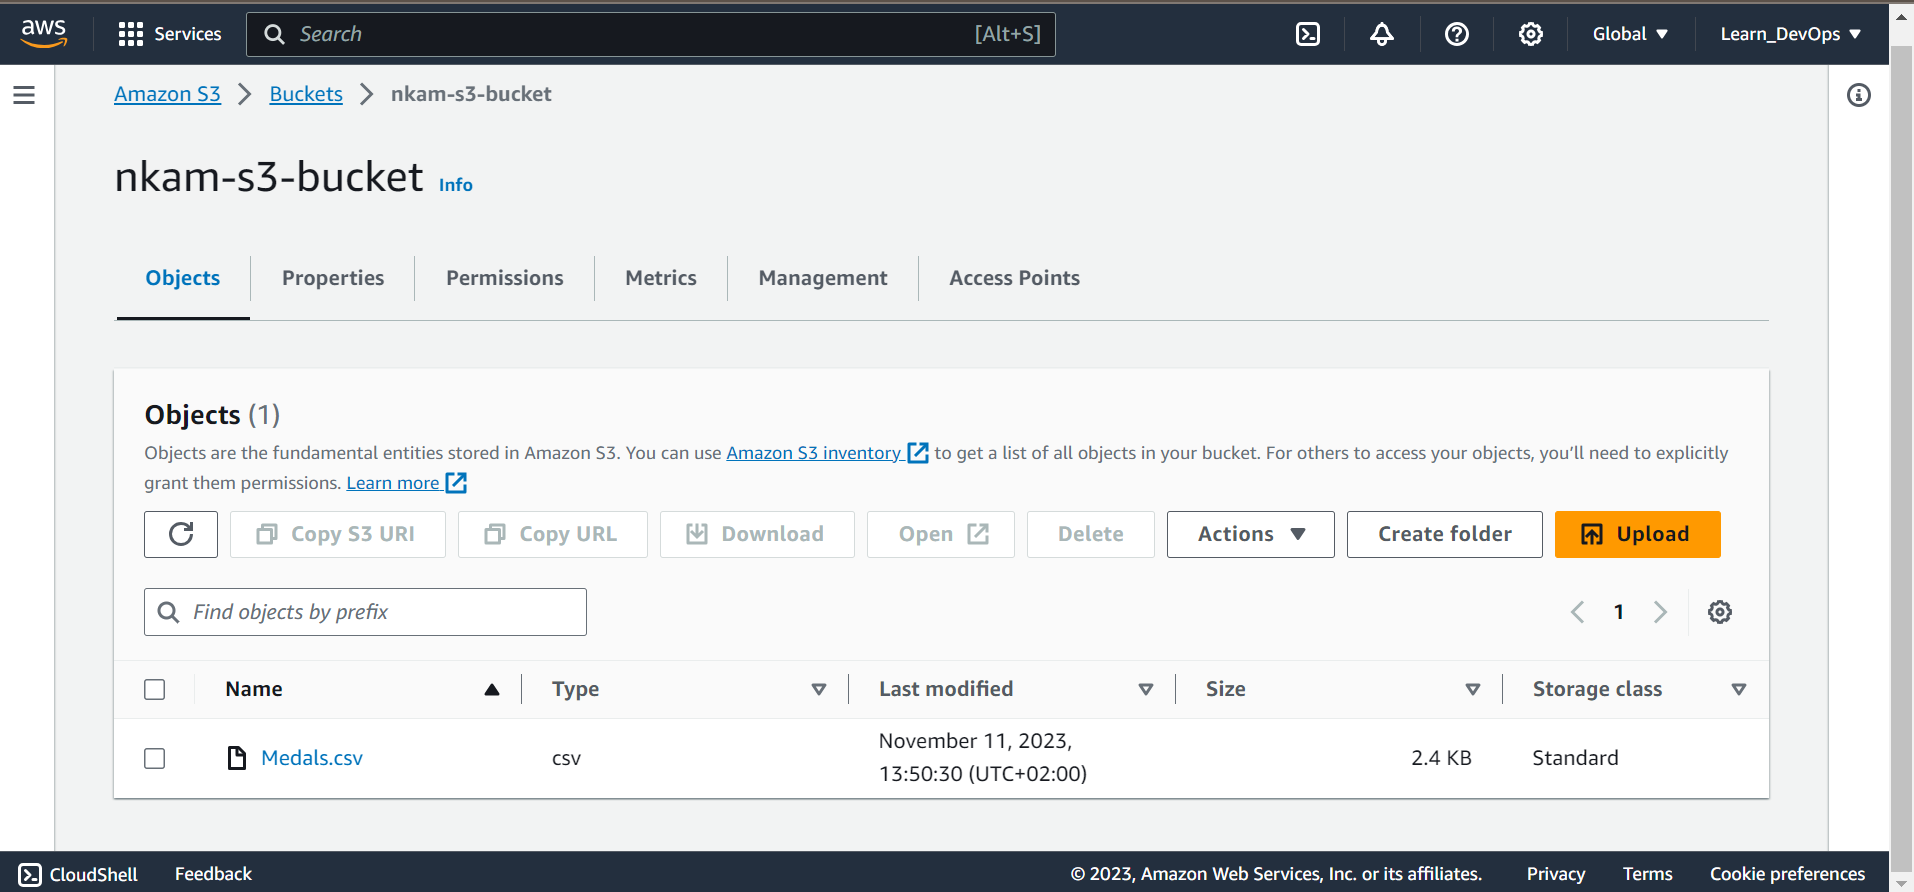 aws Services Search [Alt+S] Global Learn_DevOps
Amazon S3 Buckets nkam-s3-bucket
nkam-s3-bucket Info
Objects Properties Permissions Metrics Management Access Points
Objects (1)
Objects are the fundamental entities stored in Amazon S3. You can use Amazon S3 inventory to get a list of all objects in your bucket. For others to access your objects, you’ll need to explicitly
grant them permissions. Learn more
Copy S3 URI Copy URL Download Open Delete Actions Create folder Upload
Find objects by prefix 1
Name Type Last modified Size Storage class
Medals.csv csv November 11, 2023, 2.4 KB Standard
13:50:30 (UTC+02:00)
CloudShell Feedback © 2023, Amazon Web Services, Inc. or its affiliates. Privacy Terms Cookie preferences